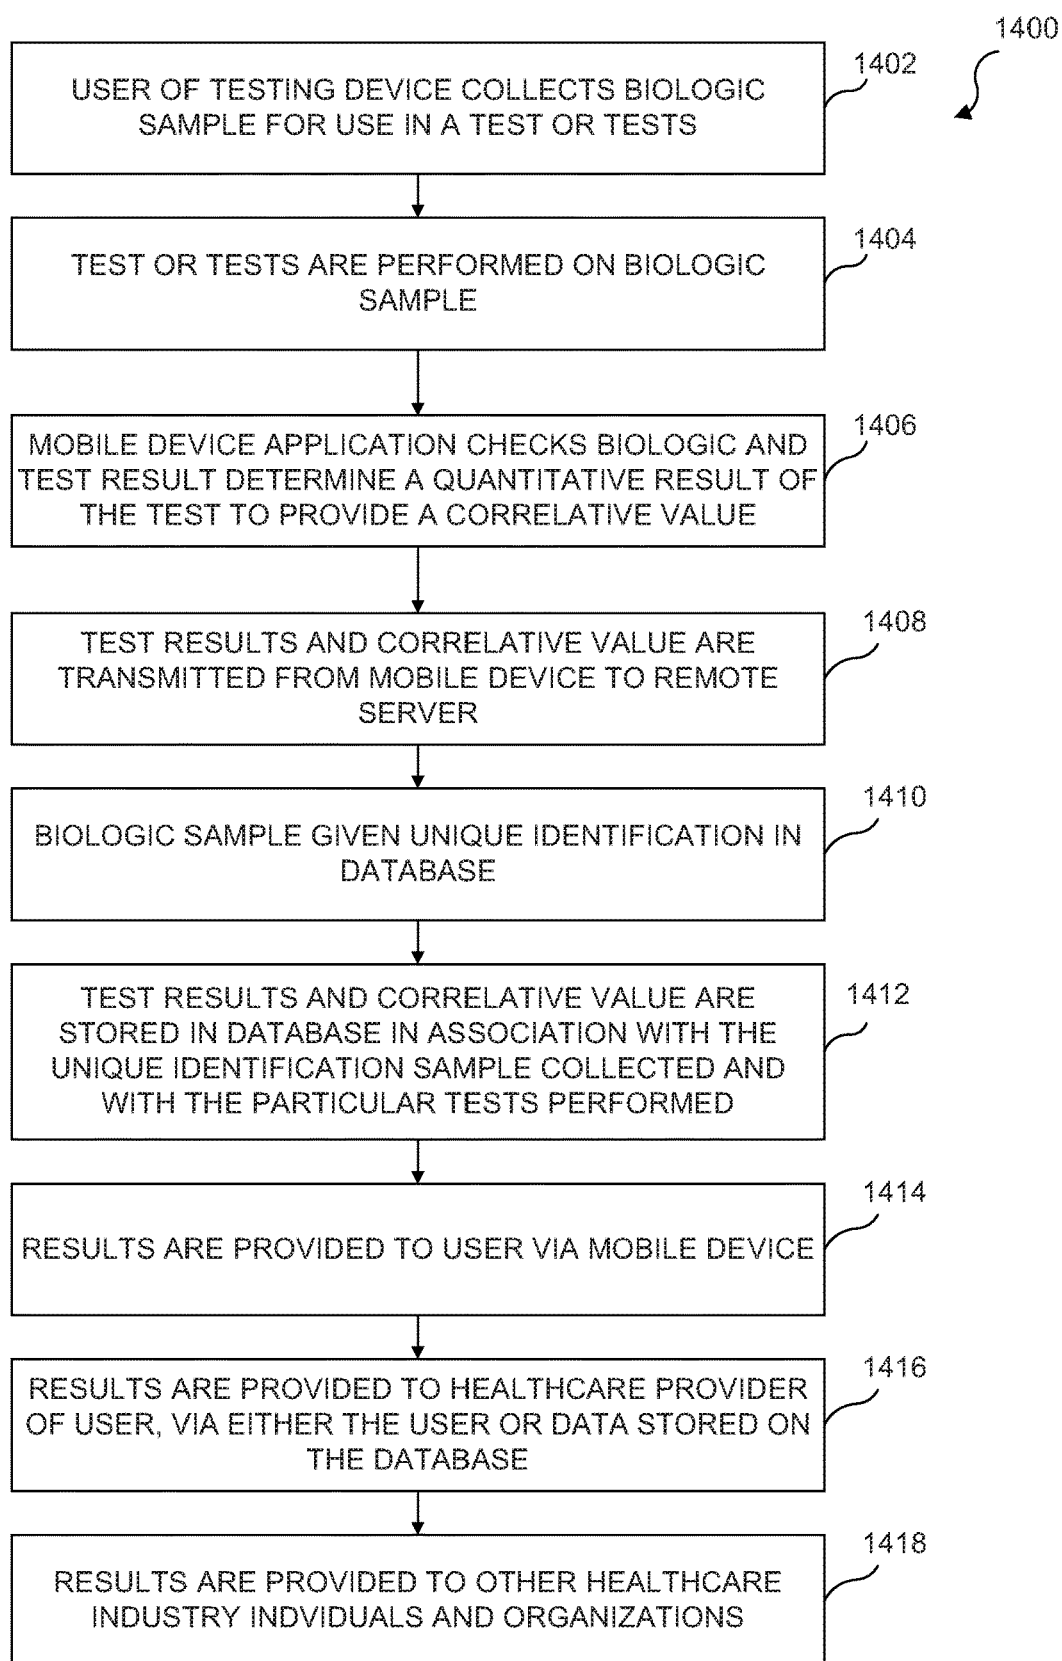 1400
1402
USER OF TESTING DEVICE COLLECTS BIOLOGIC
SAMPLE FOR USE IN A TEST OR TESTS
1404
TEST OR TESTS ARE PERFORMED ON BIOLOGIC
SAMPLE
1406
MOBILE DEVICE APPLICATION CHECKS BIOLOGIC AND
TEST RESULT DETERMINE A QUANTITATIVE RESULT OF
THE TEST TO PROVIDE A CORRELATIVE VALUE
1408
TEST RESULTS AND CORRELATIVE VALUE ARE
TRANSMITTED FROM MOBILE DEVICE TO REMOTE
SERVER
1410
BIOLOGIC SAMPLE GIVEN UNIQUE IDENTIFICATION IN
DATABASE
1412
TEST RESULTS AND CORRELATIVE VALUE ARE
STORED IN DATABASE IN ASSOCIATION WITH THE
UNIQUE IDENTIFICATION SAMPLE COLLECTED AND
WITH THE PARTICULAR TESTS PERFORMED
1414
RESULTS ARE PROVIDED TO USER VIA MOBILE DEVICE
1416
RESULTS ARE PROVIDED TO HEALTHCARE PROVIDER
OF USER, VIA EITHER THE USER OR DATA STORED ON
THE DATABASE
1418
RESULTS ARE PROVIDED TO OTHER HEALTHCARE
INDUSTRY INDVIDUALS AND ORGANIZATIONS